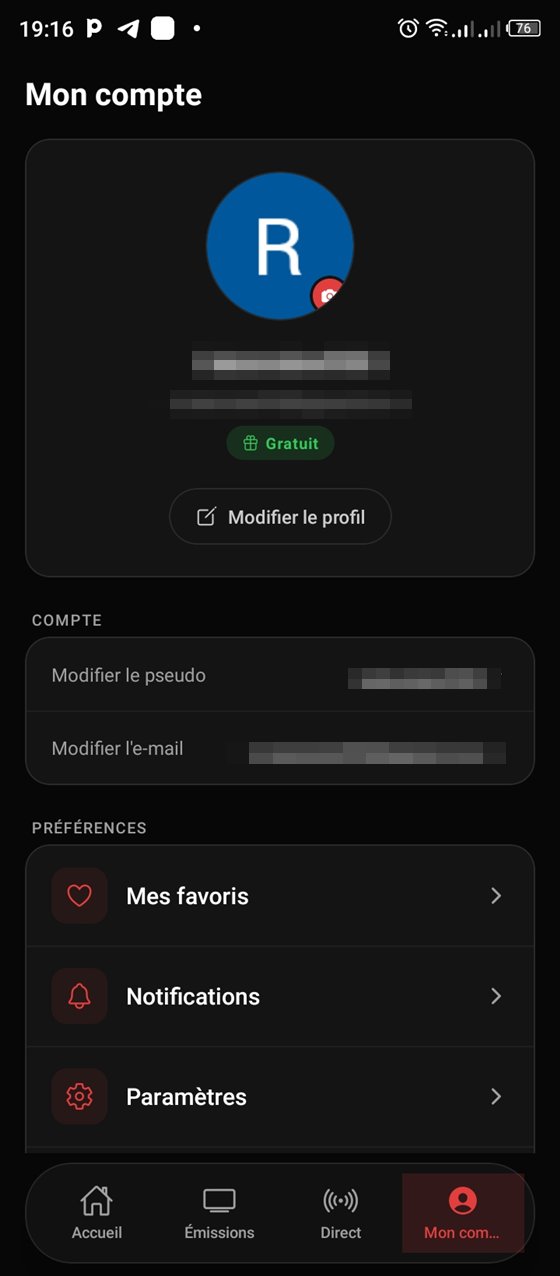 19:16
76
Mon compte
R
Gratuit
Modifier le profil
COMPTE
Modifier le pseudo
Modifier l'e-mail
PRÉFÉRENCES
Mes favoris
Notifications
Paramètres
Accueil
Émissions
Direct
Mon com...